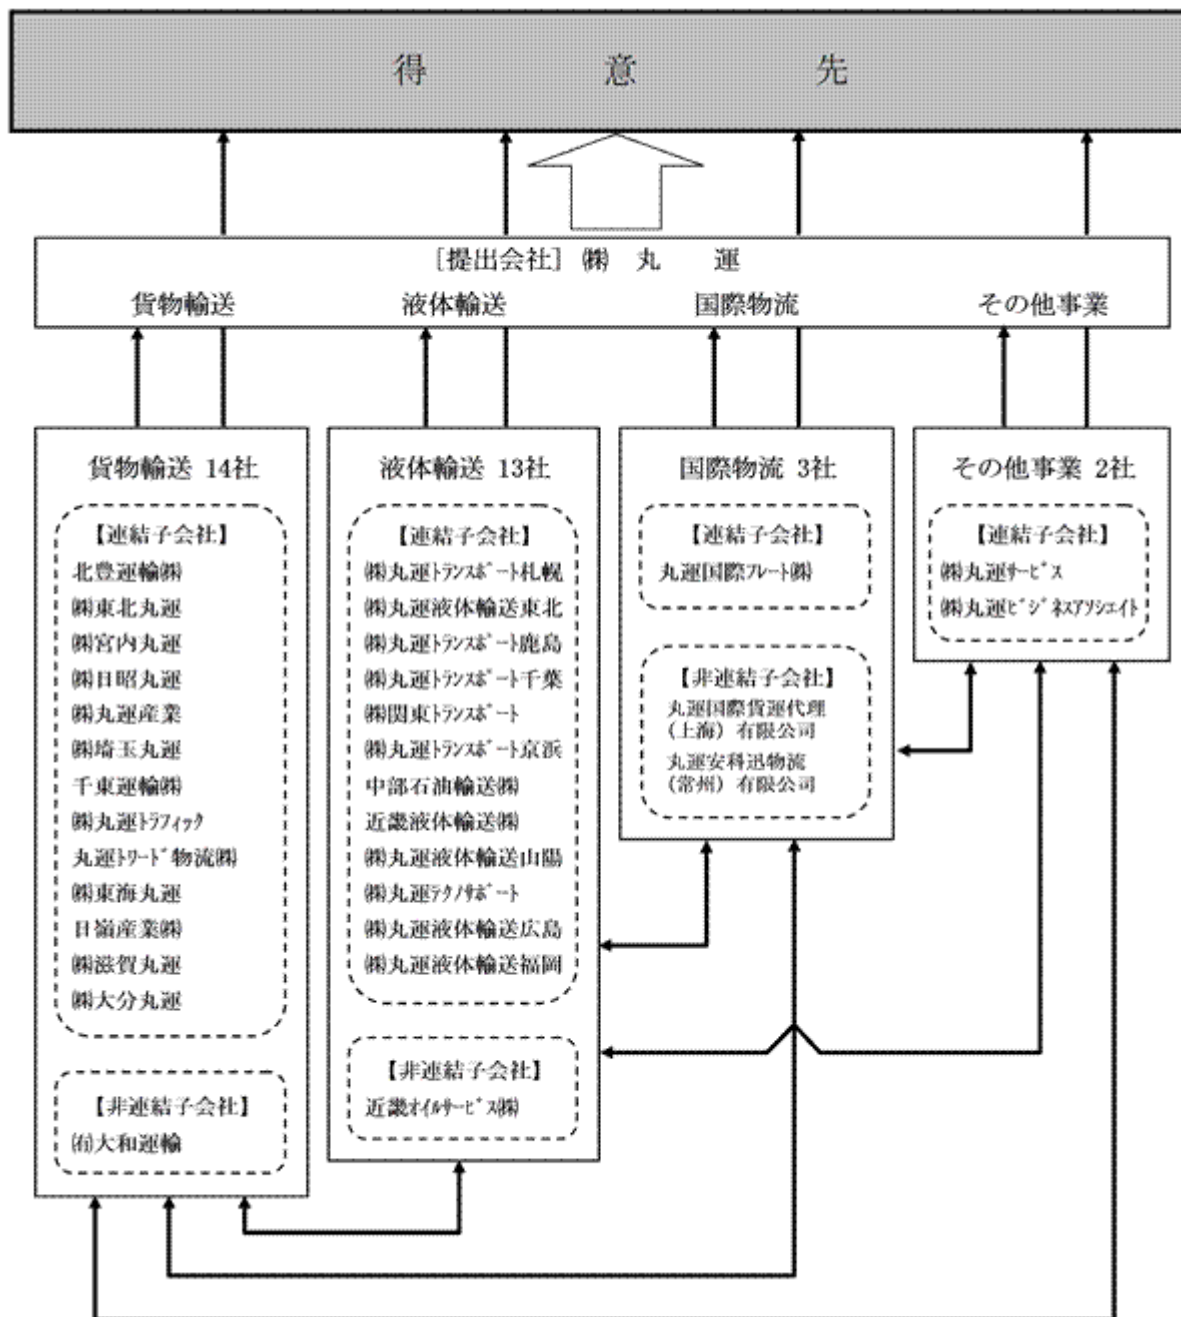 得 意 先
[提出会社] ㈱ 丸 運
貨物輸送 液体輸送 国際物流 その他事業
貨物輸送 14社
【連結子会社】
北豊運輸㈱
㈱東北丸運
㈱宮内丸運
㈱日昭丸運
㈱丸運産業
㈱埼玉丸運
千東運輸㈱
㈱丸運ﾄﾗﾌｨｯｸ
丸運ﾄﾜｰﾄﾞ物流㈱
㈱東海丸運
日嶺産業㈱
㈱滋賀丸運
㈱大分丸運
【非連結子会社】
㈲大和運輸
液体輸送 13社
【連結子会社】
㈱丸運ﾄﾗﾝｽﾎﾟｰﾄ札幌
㈱丸運液体輸送東北
㈱丸運ﾄﾗﾝｽﾎﾟｰﾄ鹿島
㈱丸運ﾄﾗﾝｽﾎﾟｰﾄ千葉
㈱関東ﾄﾗﾝｽﾎﾟｰﾄ
㈱丸運ﾄﾗﾝｽﾎﾟｰﾄ京浜
中部石油輸送㈱
近畿液体輸送㈱
㈱丸運液体輸送山陽
㈱丸運ﾃｸﾉｻﾎﾟｰﾄ
㈱丸運液体輸送広島
㈱丸運液体輸送福岡
【非連結子会社】
近畿ｵｲﾙｻｰﾋﾞｽ㈱
国際物流 3社
【連結子会社】
丸運国際ﾌﾚｰﾄ㈱
【非連結子会社】
丸運国際貨運代理
（上海）有限公司
丸運安科迅物流
（常州）有限公司
その他事業 2社
【連結子会社】
㈱丸運ｻｰﾋﾞｽ
㈱丸運ﾋﾞｼﾞﾈｽｱｿｼｴｲﾄ